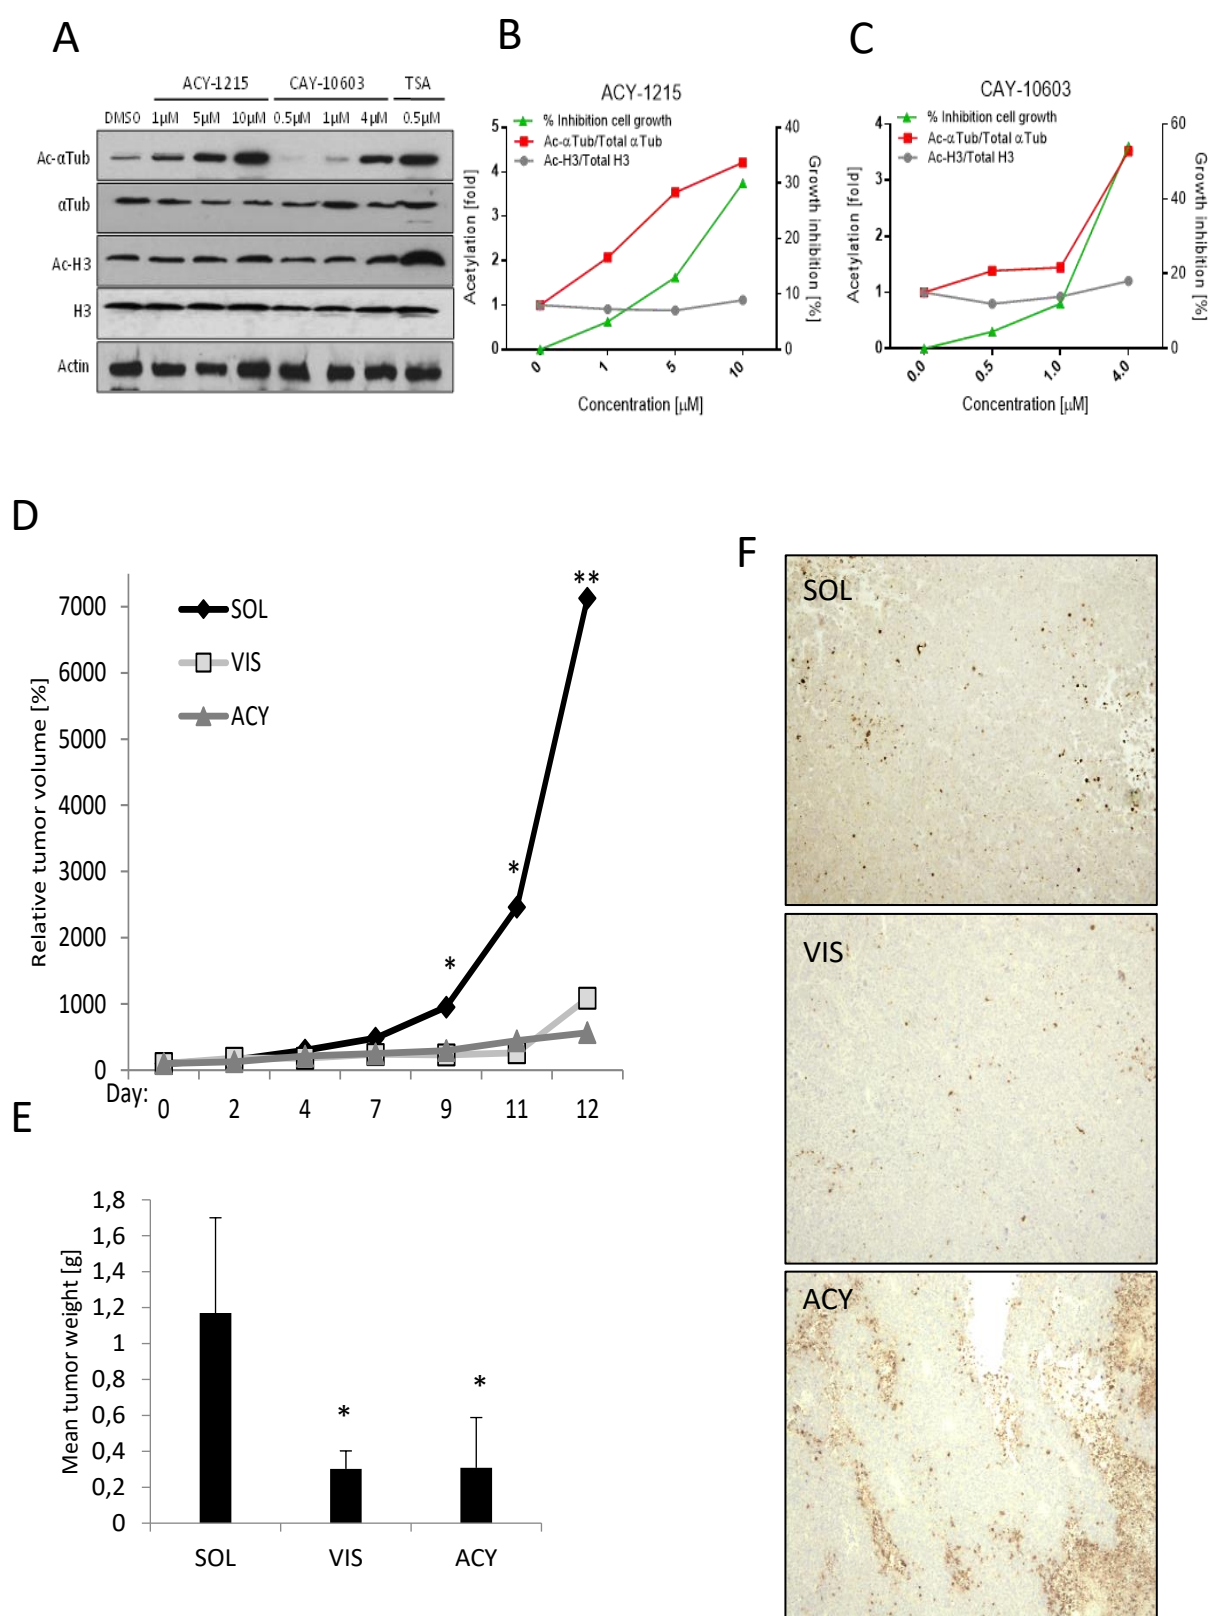 A
ACY-1215 CAY-10603 TSA
DMSO 1µM 5µM 10µM 0.5µM 1µM 4µM 0.5µM
Ac-αTub
αTub
Ac-H3
H3
Actin
B
ACY-1215
% Inhibition cell growth
Ac-αTub/Total αTub
Ac-H3/Total H3
Acetylation [fold]
5
4
3
2
1
0
Growth inhibition [%]
40
30
20
10
0
0 1 5 10
Concentration [µM]
C
CAY-10603
% Inhibition cell growth
Ac-αTub/Total αTub
Ac-H3/Total H3
Acetylation [fold]
4
3
2
1
0
Growth inhibition [%]
60
40
20
0
0.0 0.5 1.0 4.0
Concentration [µM]
D
Relative tumor volume [%]
7000
6000
5000
4000
3000
2000
1000
0
SOL
VIS
ACY
*
*
**
Day: 0 2 4 7 9 11 12
E
Mean tumor weight [g]
1,8
1,6
1,4
1,2
1
0,8
0,6
0,4
0,2
0
*
*
SOL VIS ACY
F
SOL
VIS
ACY